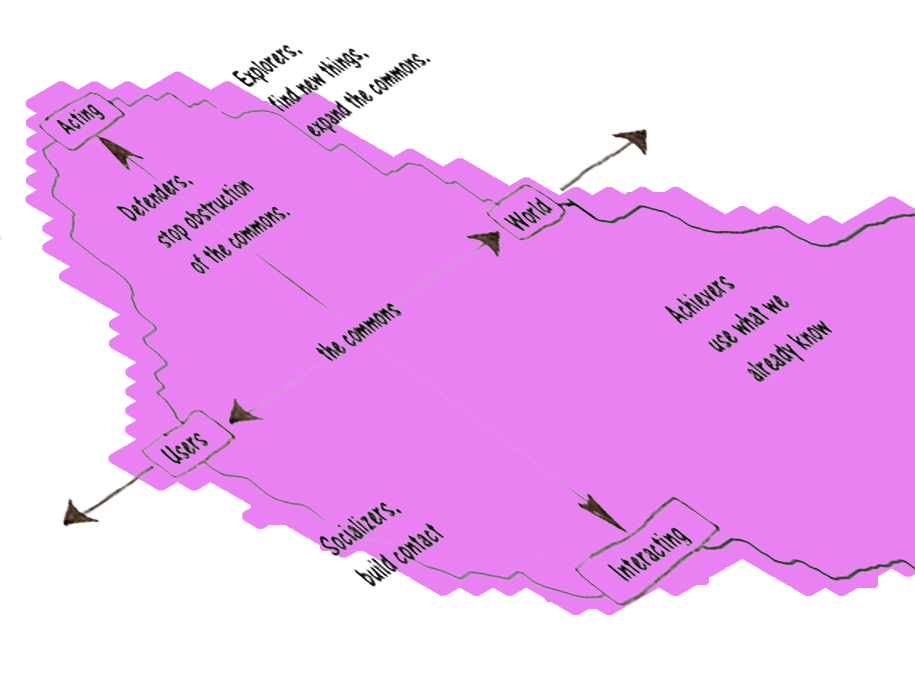 Explorers,
find new things,
expand the commons.
Acting
Defenders,
stop obstruction
of the commons.
World
Achievers
use what we
already know
the commons
Users
Socializers,
build contact
Interacting